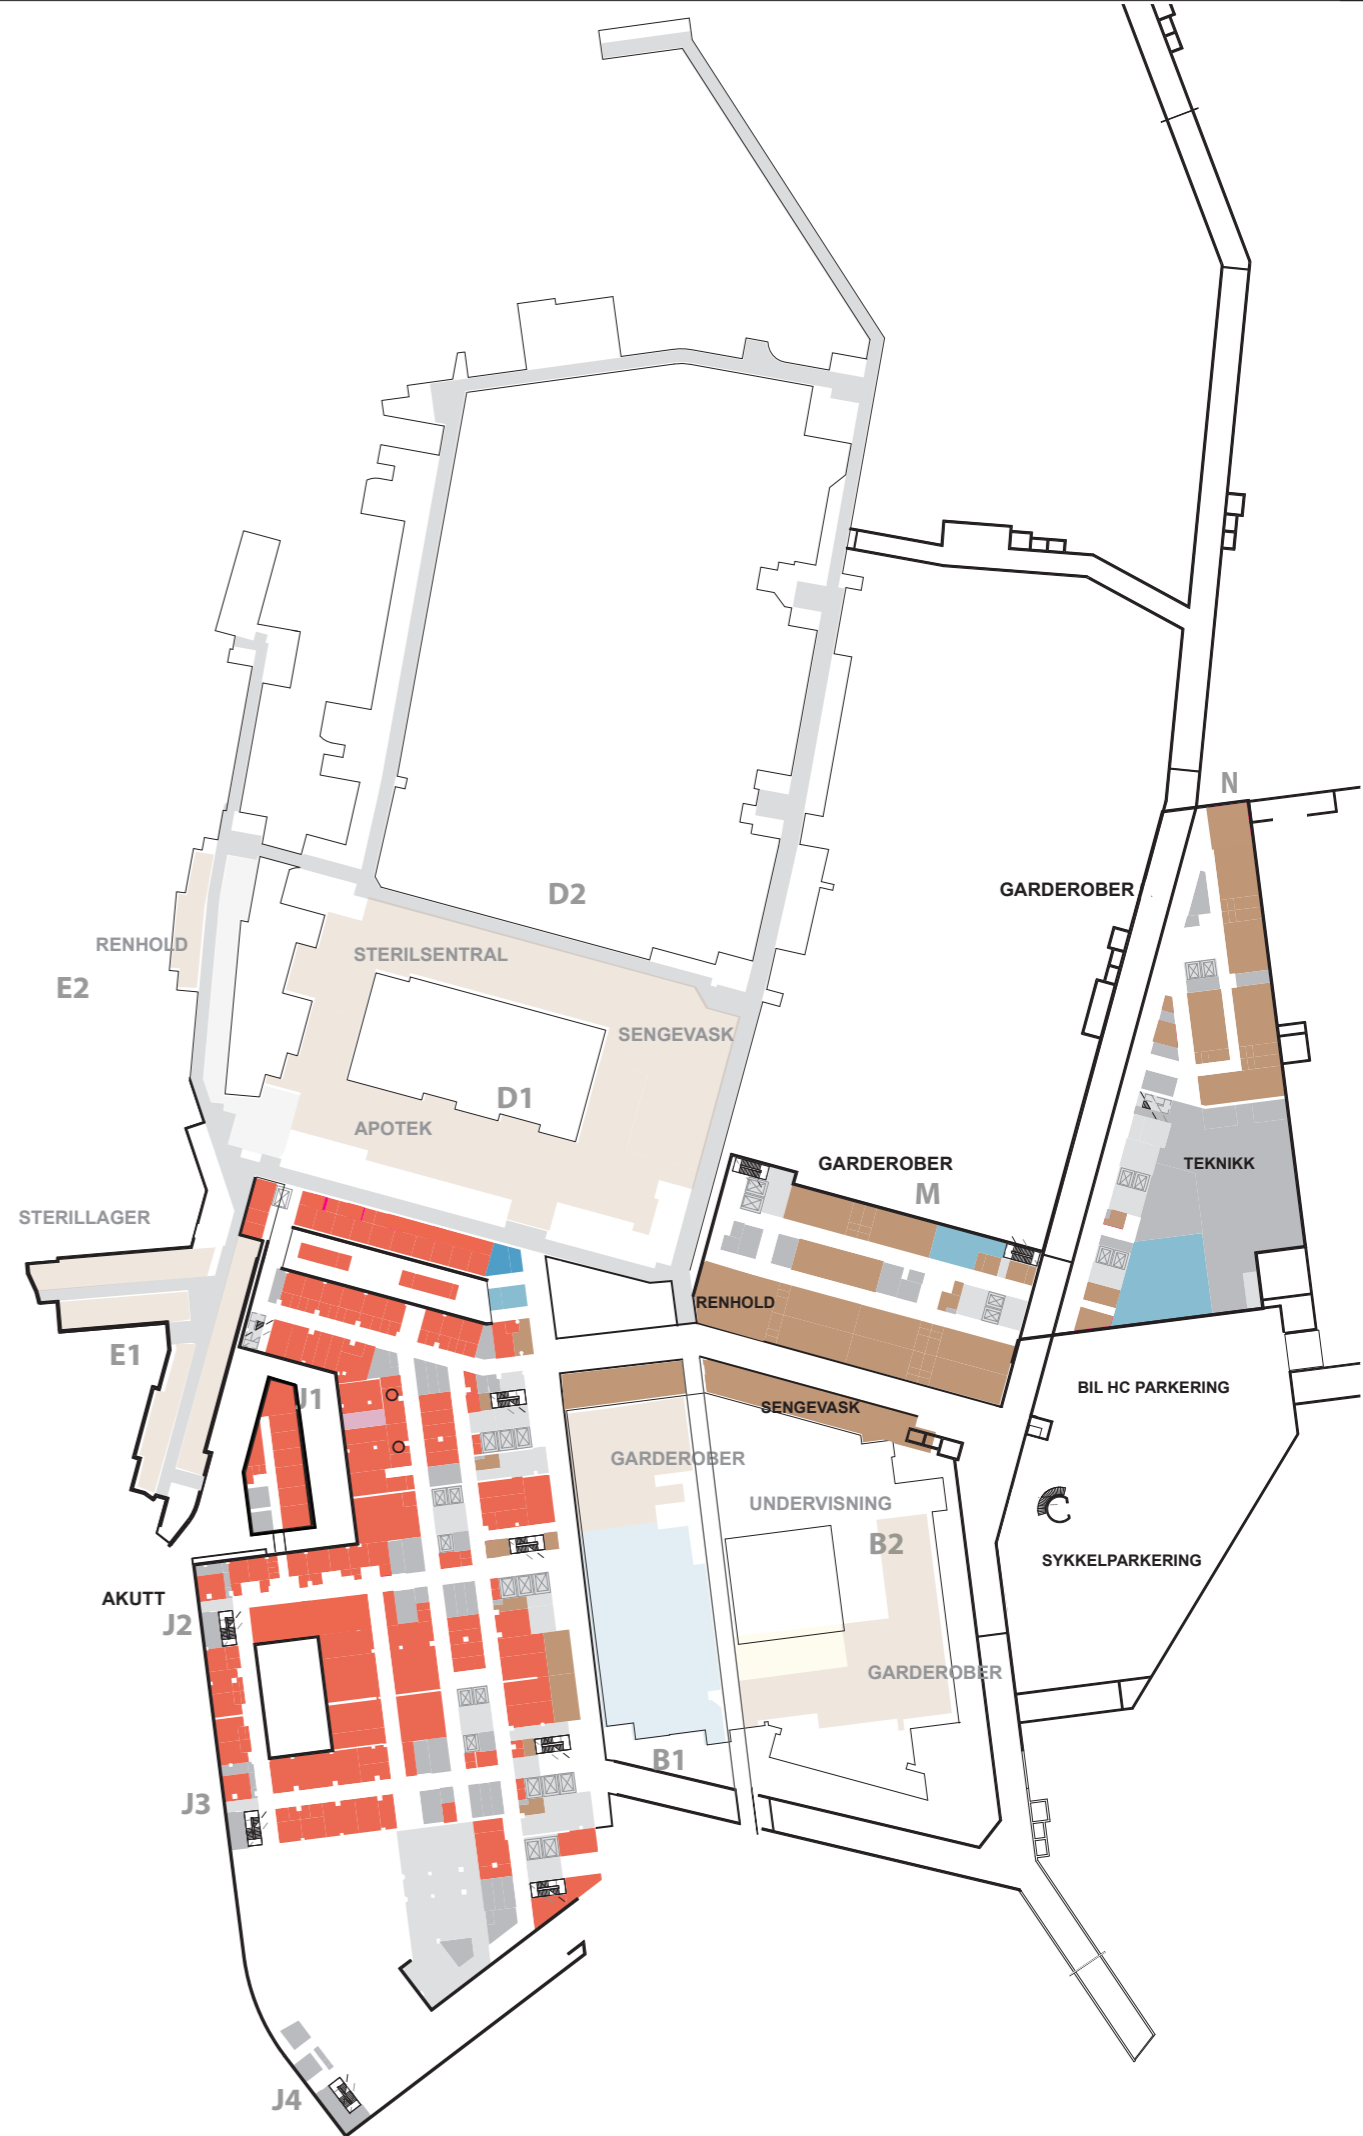 N
GARDEROBER
D2
RENHOLD
STERILSENTRAL
E2
SENGEVASK
D1
APOTEK
GARDEROBER
TEKNIKK
M
STERILLAGER
RENHOLD
E1
BIL HC PARKERING
J1
SENGEVASK
GARDEROBER
UNDERVISNING
B2
SYKKELPARKERING
AKUTT
J2
GARDEROBER
B1
J3
J4